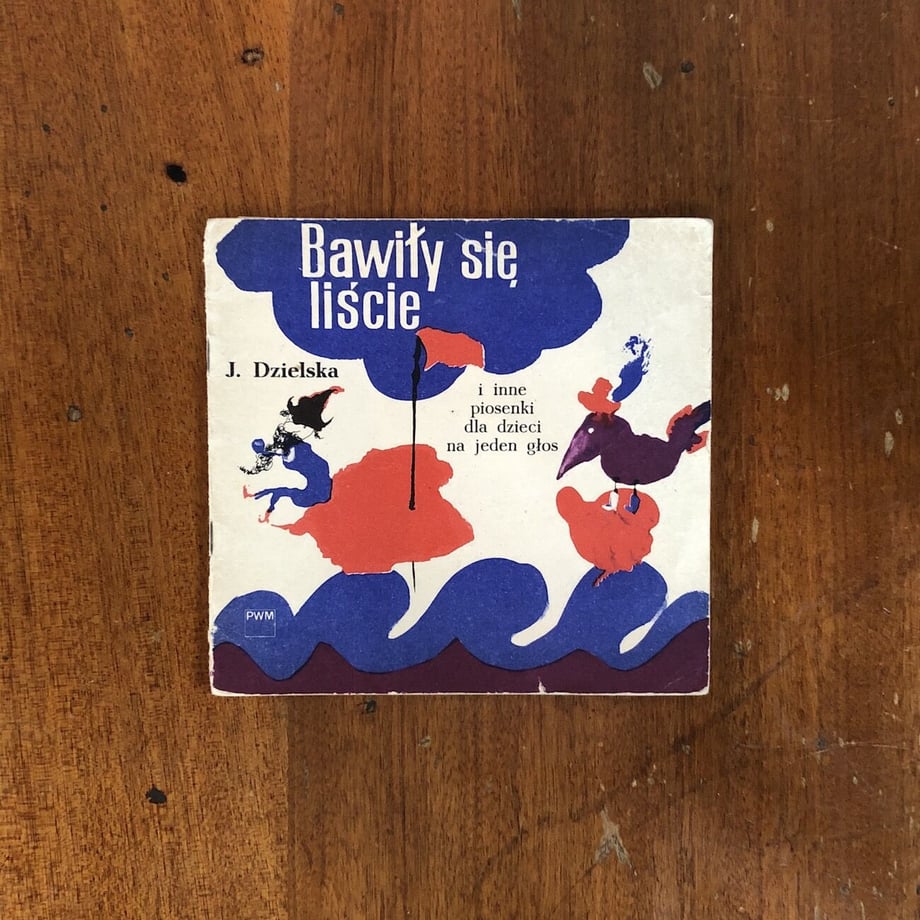 Bawiły się
liście
J. Dzielska
i inne
piosenki
dla dzieci
na jeden głos
PWM